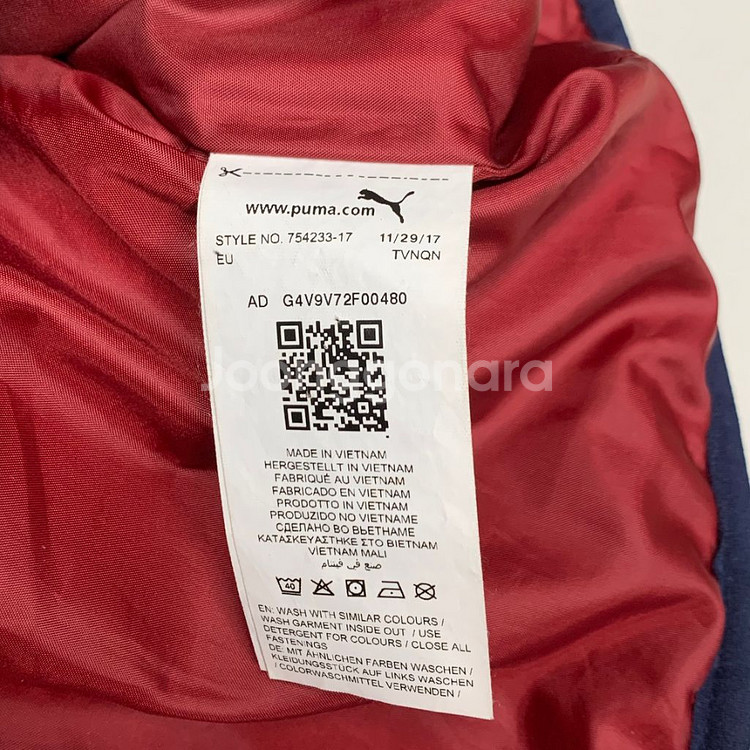 www.puma.com
STYLE NO. 754233-17 11/29/17
EU TVNQN
AD G4V9V72F00480
Joonggonara
MADE IN VIETNAM
HERGESTELLT IN VIETNAM
FABRIQUÉ AU VIETNAM
FABRICADO EN VIETNAM
PRODOTTO IN VIETNAM
PRODUZIDO NO VIETNAME
СДЕЛАНО ВО ВЬЕТНАМЕ
ΚΑΤΑΣΚΕΥΑΣΤΗΚΕ ΣΤΟ ΒΙΕΤΝΑΜ
VİETNAM MALI
صنع في فيتنام
40
EN: WASH WITH SIMILAR COLOURS /
WASH GARMENT INSIDE OUT / USE
DETERGENT FOR COLOURS / CLOSE ALL
FASTENINGS
DE: MIT ÄHNLICHEN FARBEN WASCHEN /
KLEIDUNGSSTÜCK AUF LINKS WASCHEN
/ COLORWASCHMITTEL VERWENDEN /